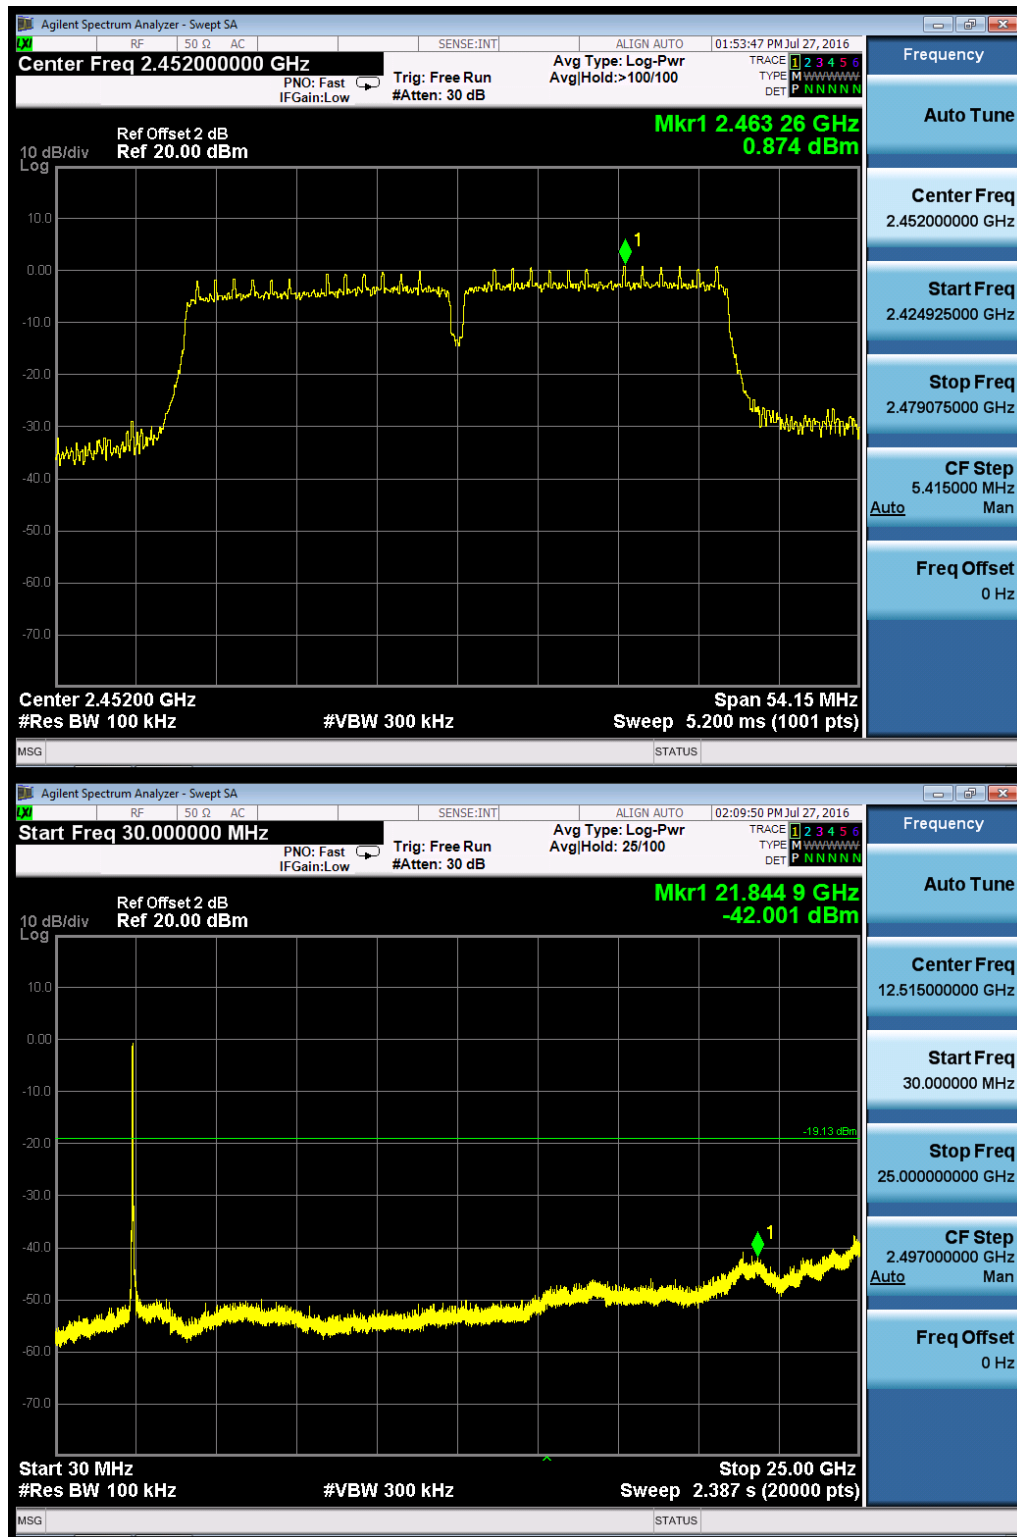 Agilent Spectrum Analyzer - Swept SA
LXI RF 50 Ω AC SENSE:INT ALIGN AUTO 01:53:47 PM Jul 27, 2016
Center Freq 2.452000000 GHz
PNO: Fast
IFGain:Low
Trig: Free Run
#Atten: 30 dB
Avg Type: Log-Pwr
Avg|Hold:>100/100
TRACE 1 2 3 4 5 6
TYPE M WWWWW
DET P N N N N N
Mkr1 2.463 26 GHz
0.874 dBm
Ref Offset 2 dB
10 dB/div Ref 20.00 dBm
Log
10.0
0.00
-10.0
-20.0
-30.0
-40.0
-50.0
-60.0
-70.0
1
Center 2.45200 GHz Span 54.15 MHz
#Res BW 100 kHz #VBW 300 kHz Sweep 5.200 ms (1001 pts)
MSG STATUS
Frequency
Auto Tune
Center Freq
2.452000000 GHz
Start Freq
2.424925000 GHz
Stop Freq
2.479075000 GHz
CF Step
5.415000 MHz
Auto Man
Freq Offset
0 Hz
Agilent Spectrum Analyzer - Swept SA
LXI RF 50 Ω AC SENSE:INT ALIGN AUTO 02:09:50 PM Jul 27, 2016
Start Freq 30.000000 MHz
PNO: Fast
IFGain:Low
Trig: Free Run
#Atten: 30 dB
Avg Type: Log-Pwr
Avg|Hold: 25/100
TRACE 1 2 3 4 5 6
TYPE M WWWWW
DET P N N N N N
Mkr1 21.844 9 GHz
-42.001 dBm
Ref Offset 2 dB
10 dB/div Ref 20.00 dBm
Log
10.0
0.00
-10.0
-20.0
-30.0
-40.0
-50.0
-60.0
-70.0
-19.13 dBm
1
Start 30 MHz Stop 25.00 GHz
#Res BW 100 kHz #VBW 300 kHz Sweep 2.387 s (20000 pts)
MSG STATUS
Frequency
Auto Tune
Center Freq
12.515000000 GHz
Start Freq
30.000000 MHz
Stop Freq
25.000000000 GHz
CF Step
2.497000000 GHz
Auto Man
Freq Offset
0 Hz